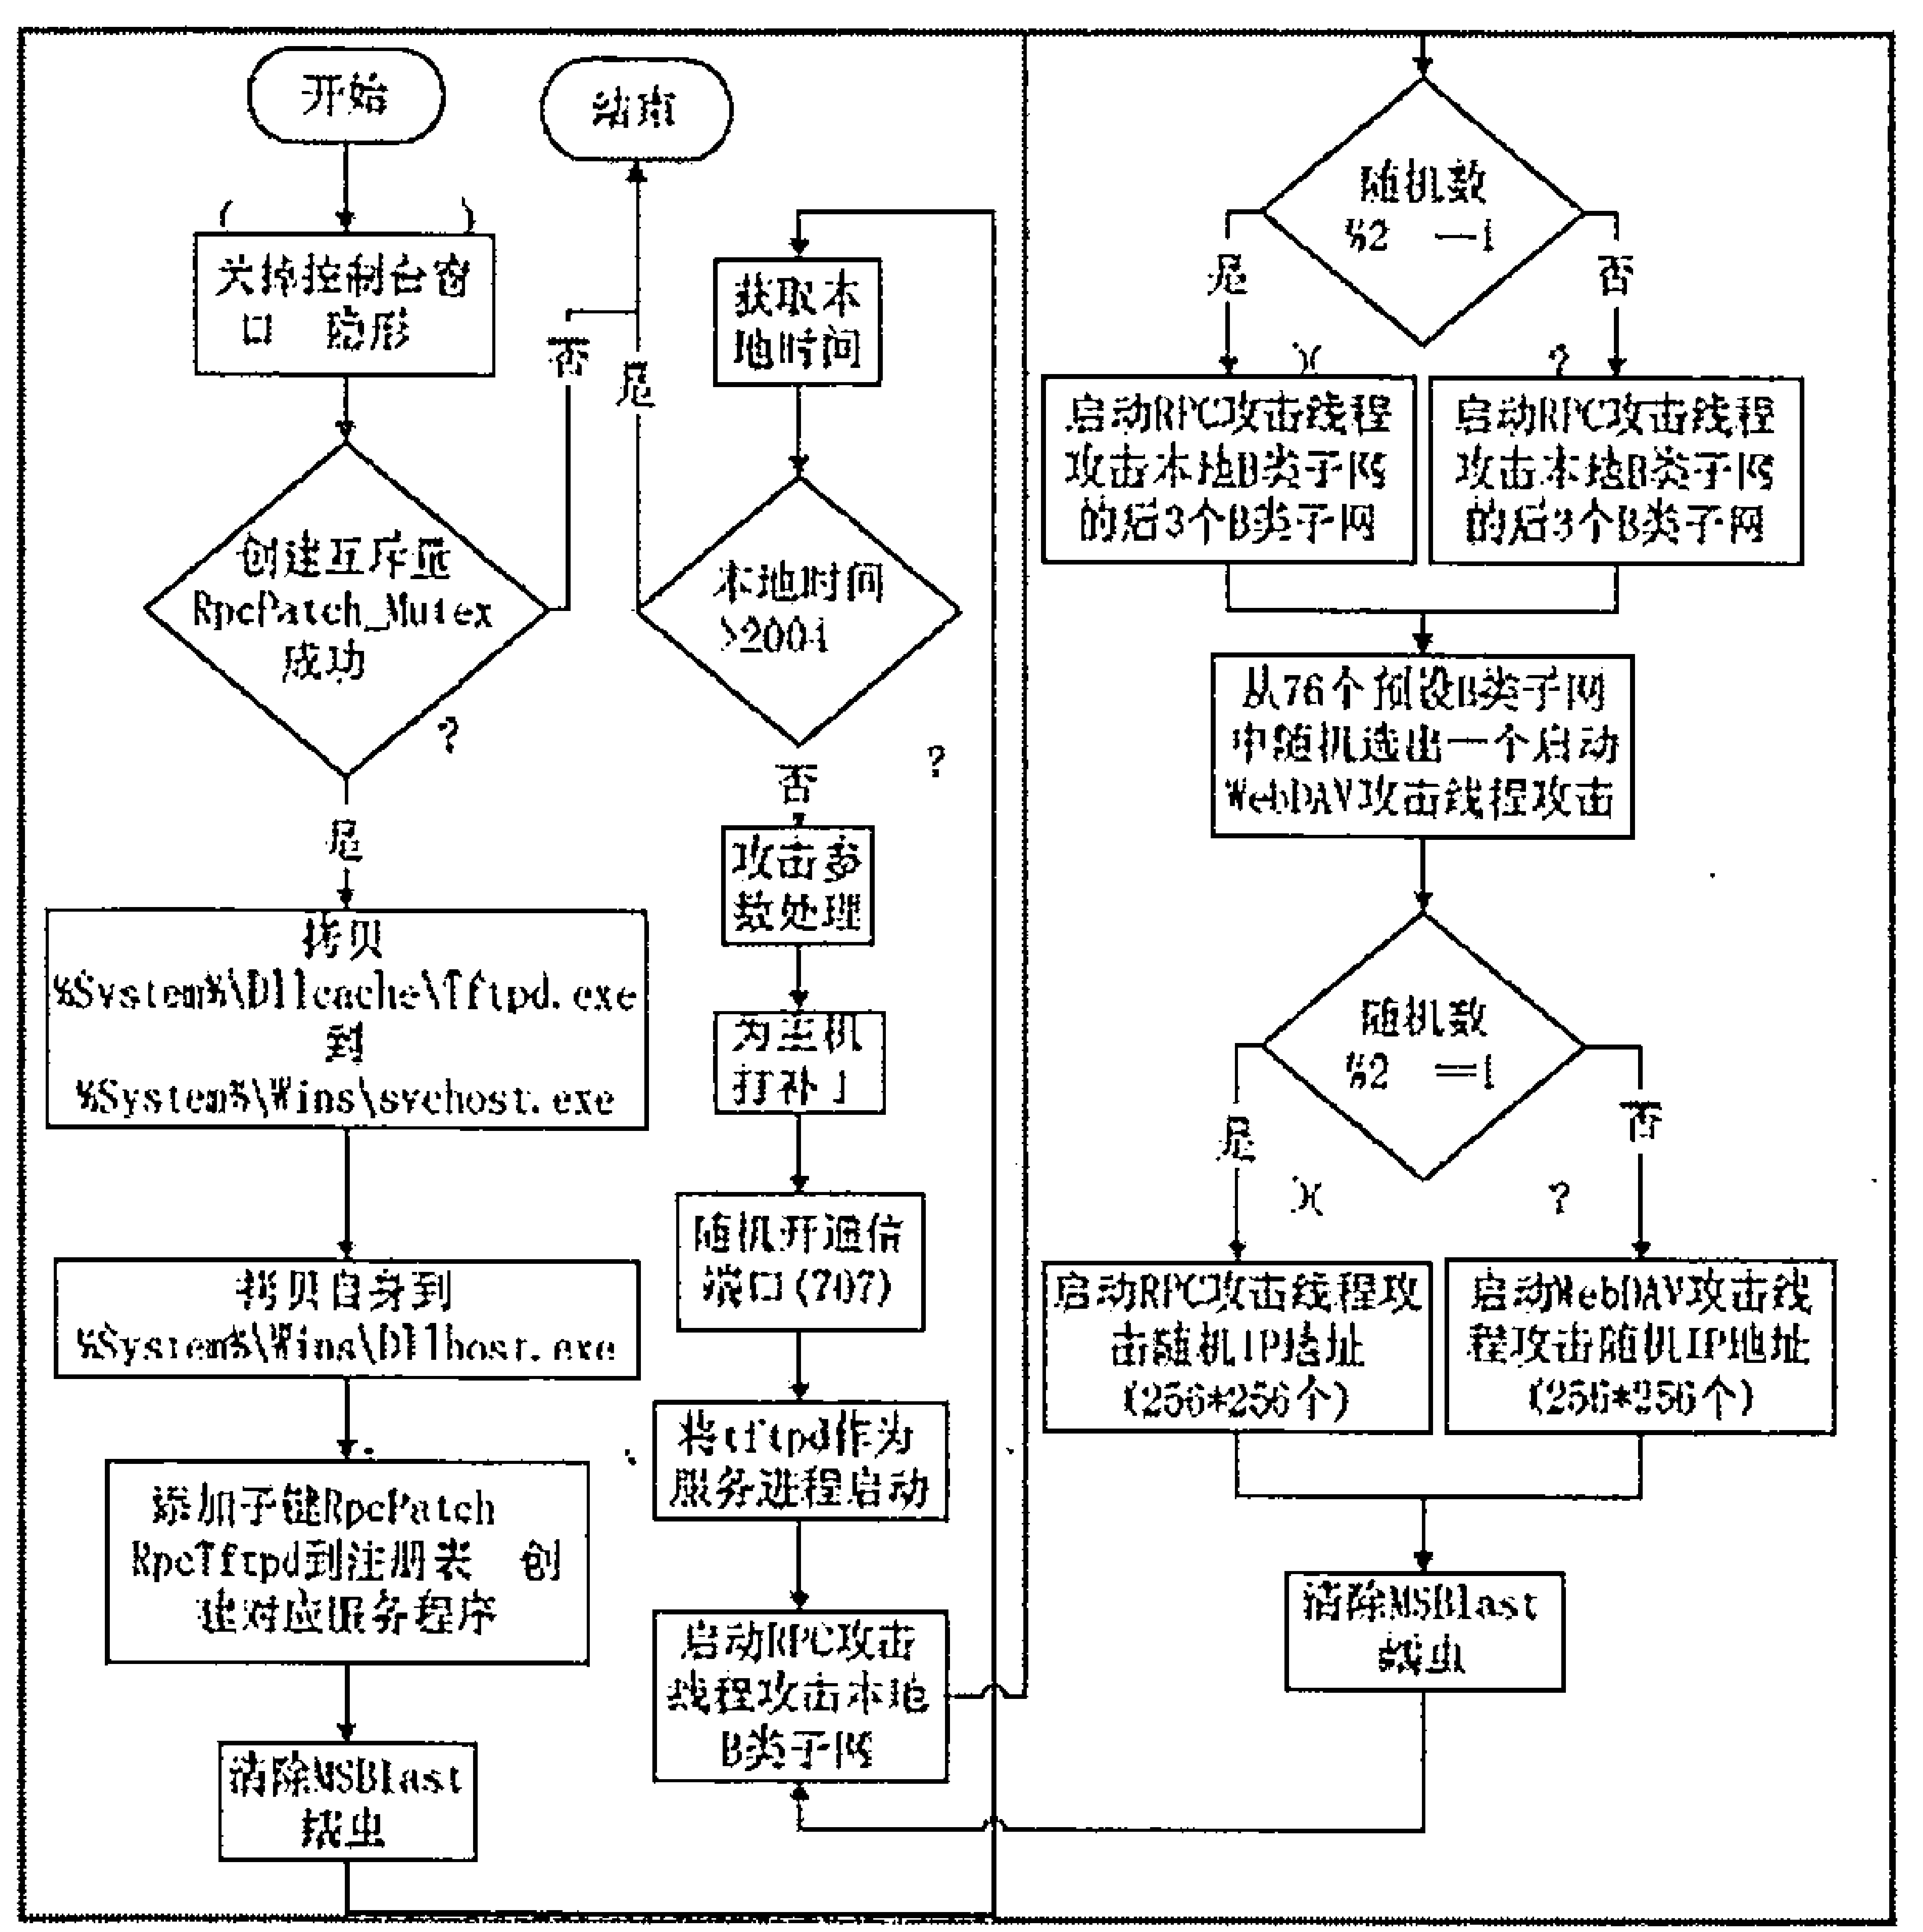 开始
(          )
关掉控制台窗
口  隐形
创建互斥量
RpcPatch_Mutex
成功
?
否
是
拷贝
%System%\Dllcache\Tftpd.exe
到
%System%\Wins\svchost.exe
拷贝自身到
%System%\Wins\Dllhost.exe
添加子键RpcPatch
RpcTftpd到注册表  创
建对应服务程序
清除MSBlast
蠕虫
结束
获取本
地时间
本地时间
>2004
?
是
否
攻击参
数处理
为主机
打补丁
随机开通信
端口(707)
将tftpd作为
服务进程启动
启动RPC攻击
线程攻击本地
B类子网
随机数
%2  ==1
是
否
)(
?
启动RPC攻击线程
攻击本地B类子网
的后3个B类子网
启动RPC攻击线程
攻击本地B类子网
的后3个B类子网
从76个预设B类子网
中随机选出一个启动
WebDAV攻击线程攻击
随机数
%2  ==1
是
否
)(
?
启动RPC攻击线程攻
击随机IP地址
(256*256个)
启动WebDAV攻击线
程攻击随机IP地址
(256*256个)
清除MSBlast
蠕虫